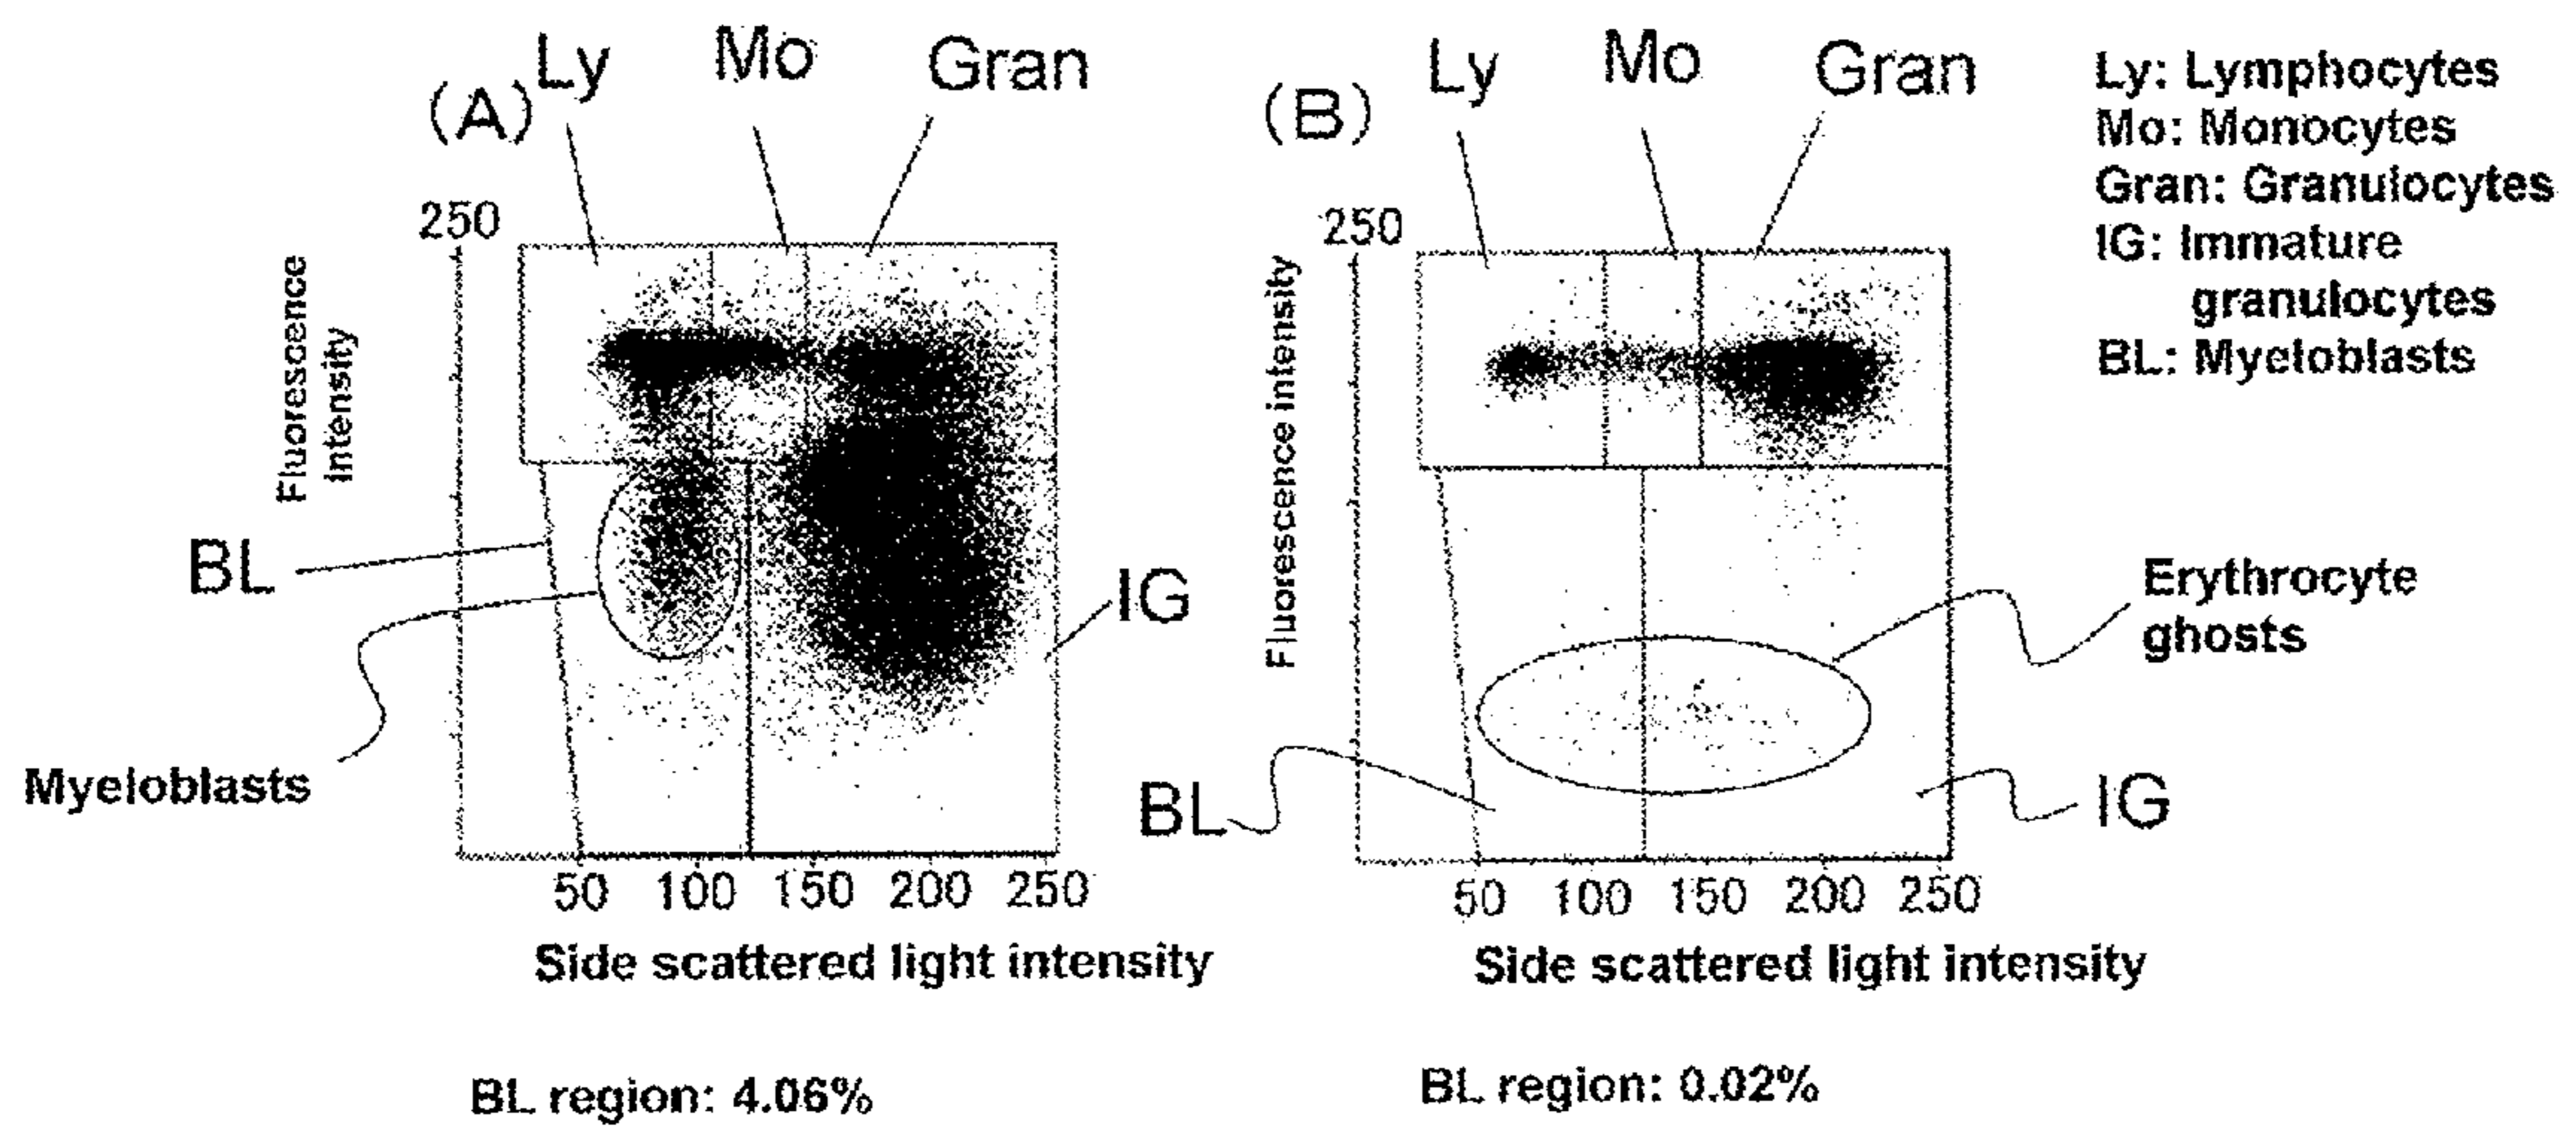 (A)
Ly
Mo
Gran
250
Fluorescence
intensity
BL
Myeloblasts
IG
50 100 150 200 250
Side scattered light intensity
BL region: 4.06%
(B)
Ly
Mo
Gran
250
Fluorescence intensity
BL
Erythrocyte
ghosts
IG
50 100 150 200 250
Side scattered light intensity
BL region: 0.02%
Ly: Lymphocytes
Mo: Monocytes
Gran: Granulocytes
IG: Immature
granulocytes
BL: Myeloblasts